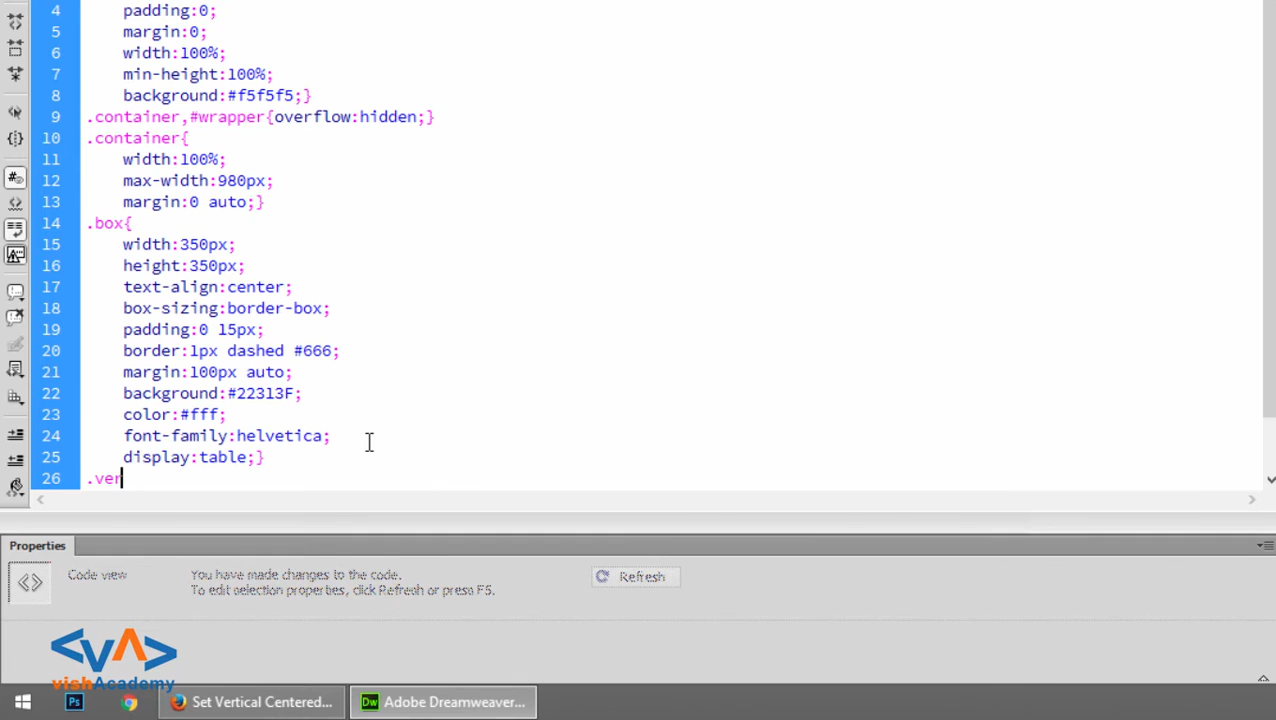 4 padding:0;
5 margin:0;
6 width:100%;
7 min-height:100%;
8 background:#f5f5f5;}
9 .container,#wrapper{overflow:hidden;}
10 .container{
11 width:100%;
12 max-width:980px;
13 margin:0 auto;}
14 .box{
15 width:350px;
16 height:350px;
17 text-align:center;
18 box-sizing:border-box;
19 padding:0 15px;
20 border:1px dashed #666;
21 margin:100px auto;
22 background:#22313F;
23 color:#fff;
24 font-family:helvetica;
25 display:table;}
26 .ver
Properties
Code view You have made changes to the code. Refresh
To edit selection properties, click Refresh or press F5.
<VA>
vishAcademy
Ps Set Vertical Centered... Dw Adobe Dreamweaver...